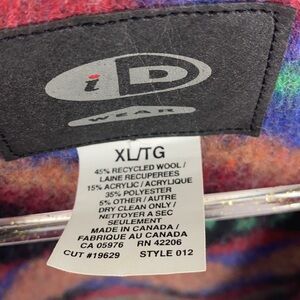 iD
WEAR
XL/TG
45% RECYCLED WOOL /
LAINE RECUPEREES
15% ACRYLIC / ACRYLIQUE
35% POLYESTER
5% OTHER / AUTRE
DRY CLEAN ONLY /
NETTOYER A SEC
SEULEMENT
MADE IN CANADA /
FABRIQUE AU CANADA
CA 05976 RN 42206
CUT #19629 STYLE 012